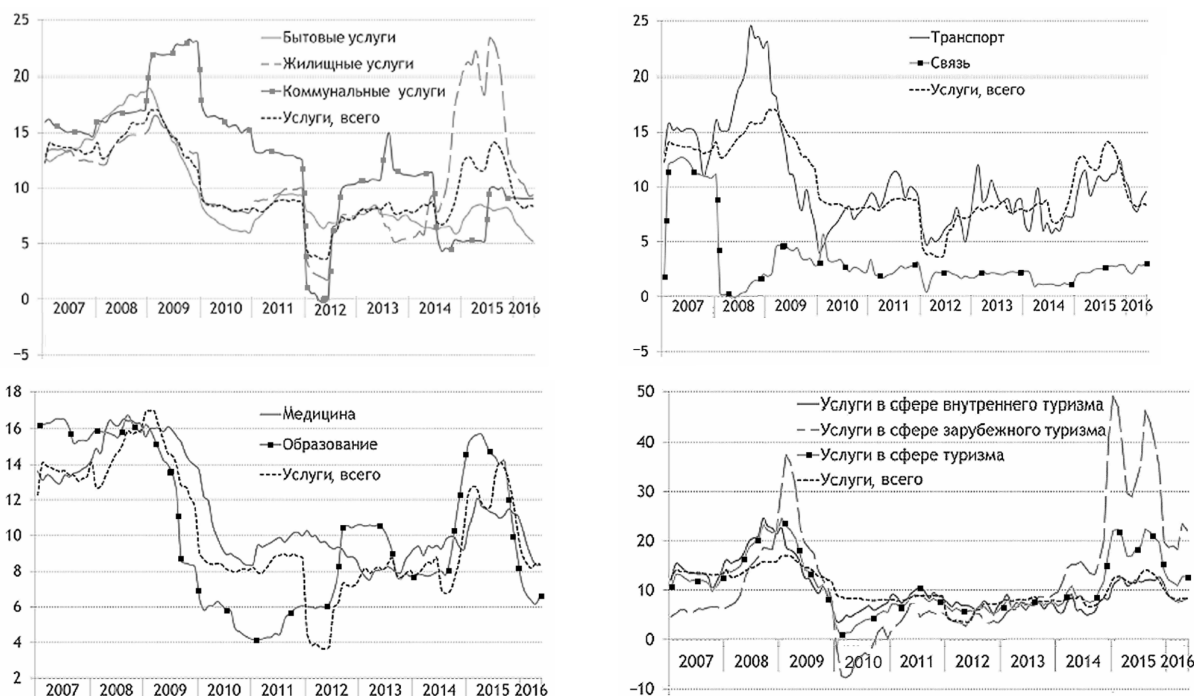 25
20
15
10
5
0
−5
Бытовые услуги
Жилищные услуги
Коммунальные услуги
Услуги, всего
2007 2008 2009 2010 2011 2012 2013 2014 2015 2016
25
20
15
10
5
0
−5
Транспорт
Связь
Услуги, всего
2007 2008 2009 2010 2011 2012 2013 2014 2015 2016
18
16
14
12
10
8
6
4
2
Медицина
Образование
Услуги, всего
2007 2008 2009 2010 2011 2012 2013 2014 2015 2016
50
40
30
20
10
0
−10
Услуги в сфере внутреннего туризма
Услуги в сфере зарубежного туризма
Услуги в сфере туризма
Услуги, всего
2007 2008 2009 2010 2011 2012 2013 2014 2015 2016